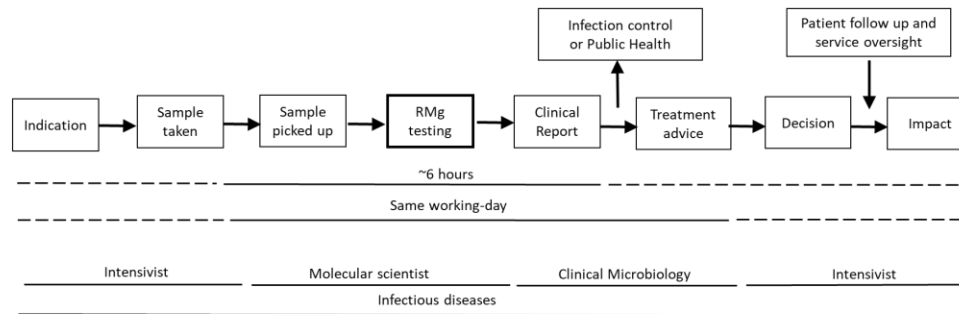 Infection control
or Public Health
Patient follow up and
service oversight
Indication
Sample
taken
Sample
picked up
RMg
testing
Clinical
Report
Treatment
advice
Decision
Impact
~6 hours
Same working-day
Intensivist
Molecular scientist
Clinical Microbiology
Intensivist
Infectious diseases